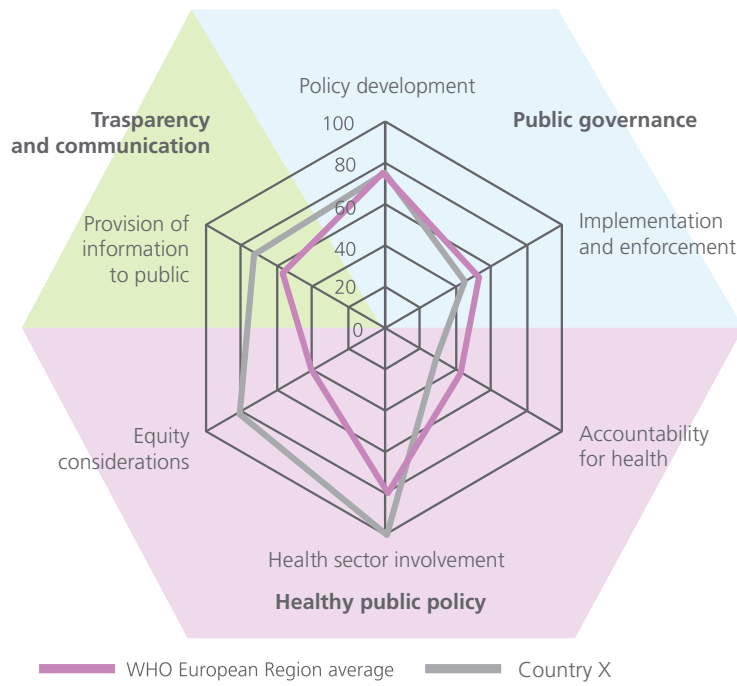 Policy development
Trasparency
and communication
Public governance
100
80
60
40
20
0
Provision of
information
to public
Implementation
and enforcement
Equity
considerations
Accountability
for health
Health sector involvement
Healthy public policy
WHO European Region average
Country X